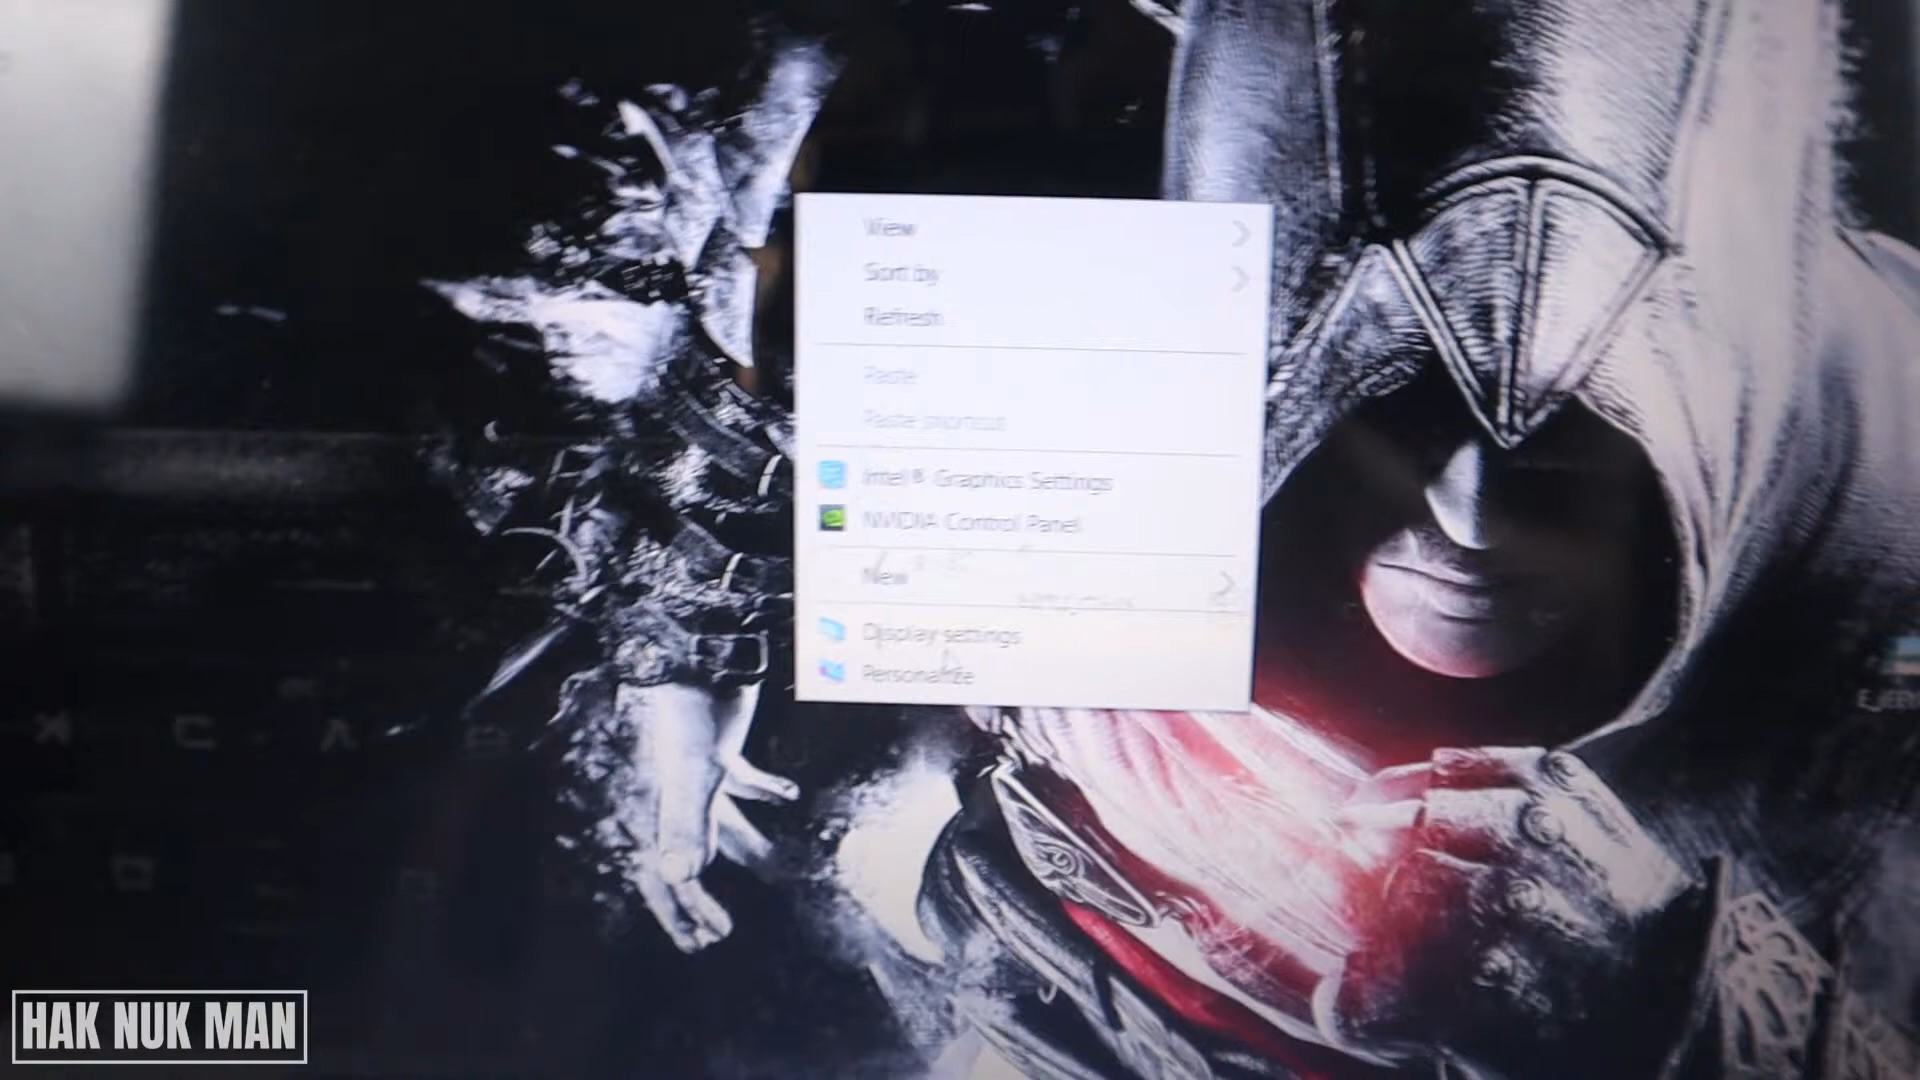 View
Sort by
Refresh
Paste
Paste shortcut
Intel® Graphics Settings
NVIDIA Control Panel
New
Display settings
Personalize
HAK NUK MAN